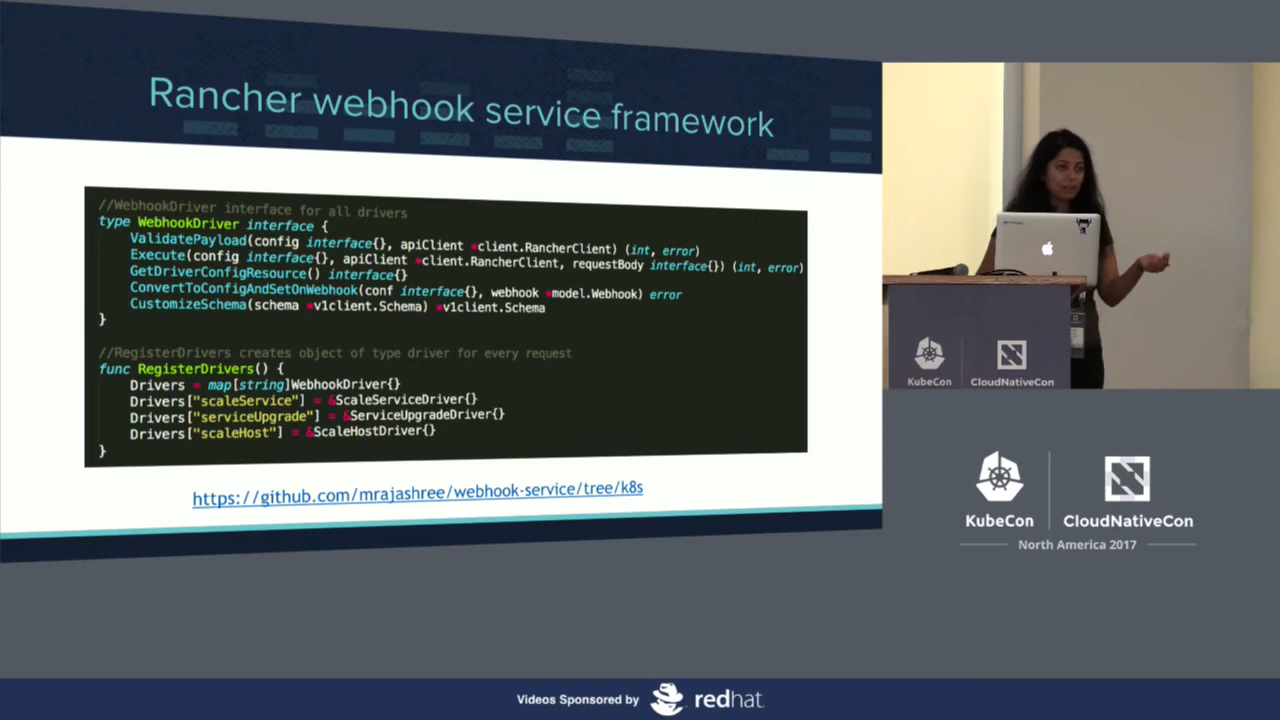 Rancher webhook service framework
//WebhookDriver interface for all drivers
type WebhookDriver interface {
ValidatePayload(config interface{}, apiClient *client.RancherClient) (int, error)
Execute(config interface{}, apiClient *client.RancherClient, requestBody interface{}) (int, error)
GetDriverConfigResource() interface{}
ConvertToConfigAndSetOnWebhook(conf interface{}, webhook *model.Webhook) error
CustomizeSchema(schema *v1client.Schema) *v1client.Schema
}
//RegisterDrivers creates object of type driver for every request
func RegisterDrivers() {
Drivers = map[string]WebhookDriver{}
Drivers["scaleService"] = &ScaleServiceDriver{}
Drivers["serviceUpgrade"] = &ServiceUpgradeDriver{}
Drivers["scaleHost"] = &ScaleHostDriver{}
}
https://github.com/mrajashree/webhook-service/tree/k8s
KubeCon
CloudNativeCon
KubeCon
CloudNativeCon
North America 2017
Videos Sponsored by
redhat.